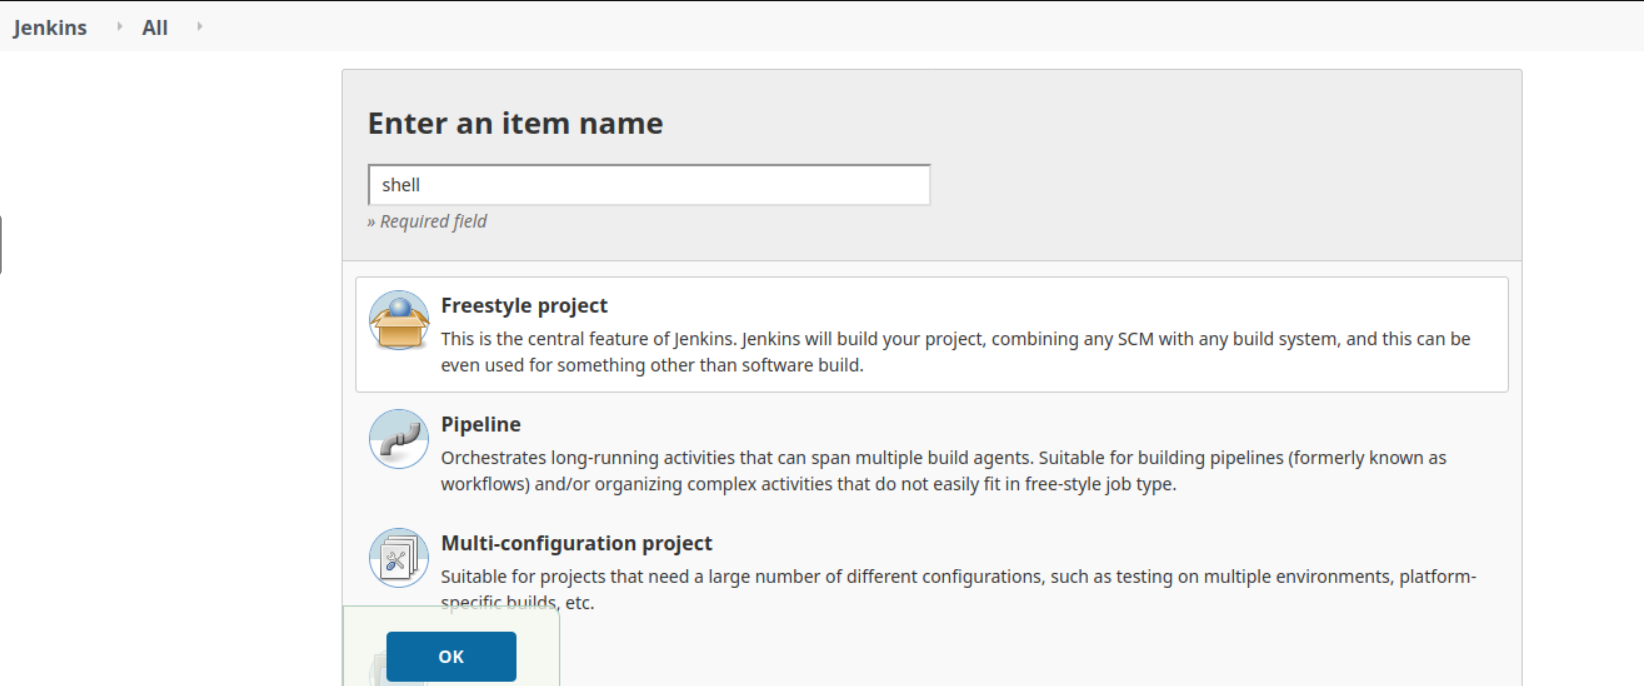 Jenkins All
Enter an item name
shell
» Required field
Freestyle project
This is the central feature of Jenkins. Jenkins will build your project, combining any SCM with any build system, and this can be
even used for something other than software build.
Pipeline
Orchestrates long-running activities that can span multiple build agents. Suitable for building pipelines (formerly known as
workflows) and/or organizing complex activities that do not easily fit in free-style job type.
Multi-configuration project
Suitable for projects that need a large number of different configurations, such as testing on multiple environments, platform-
specific builds, etc.
OK